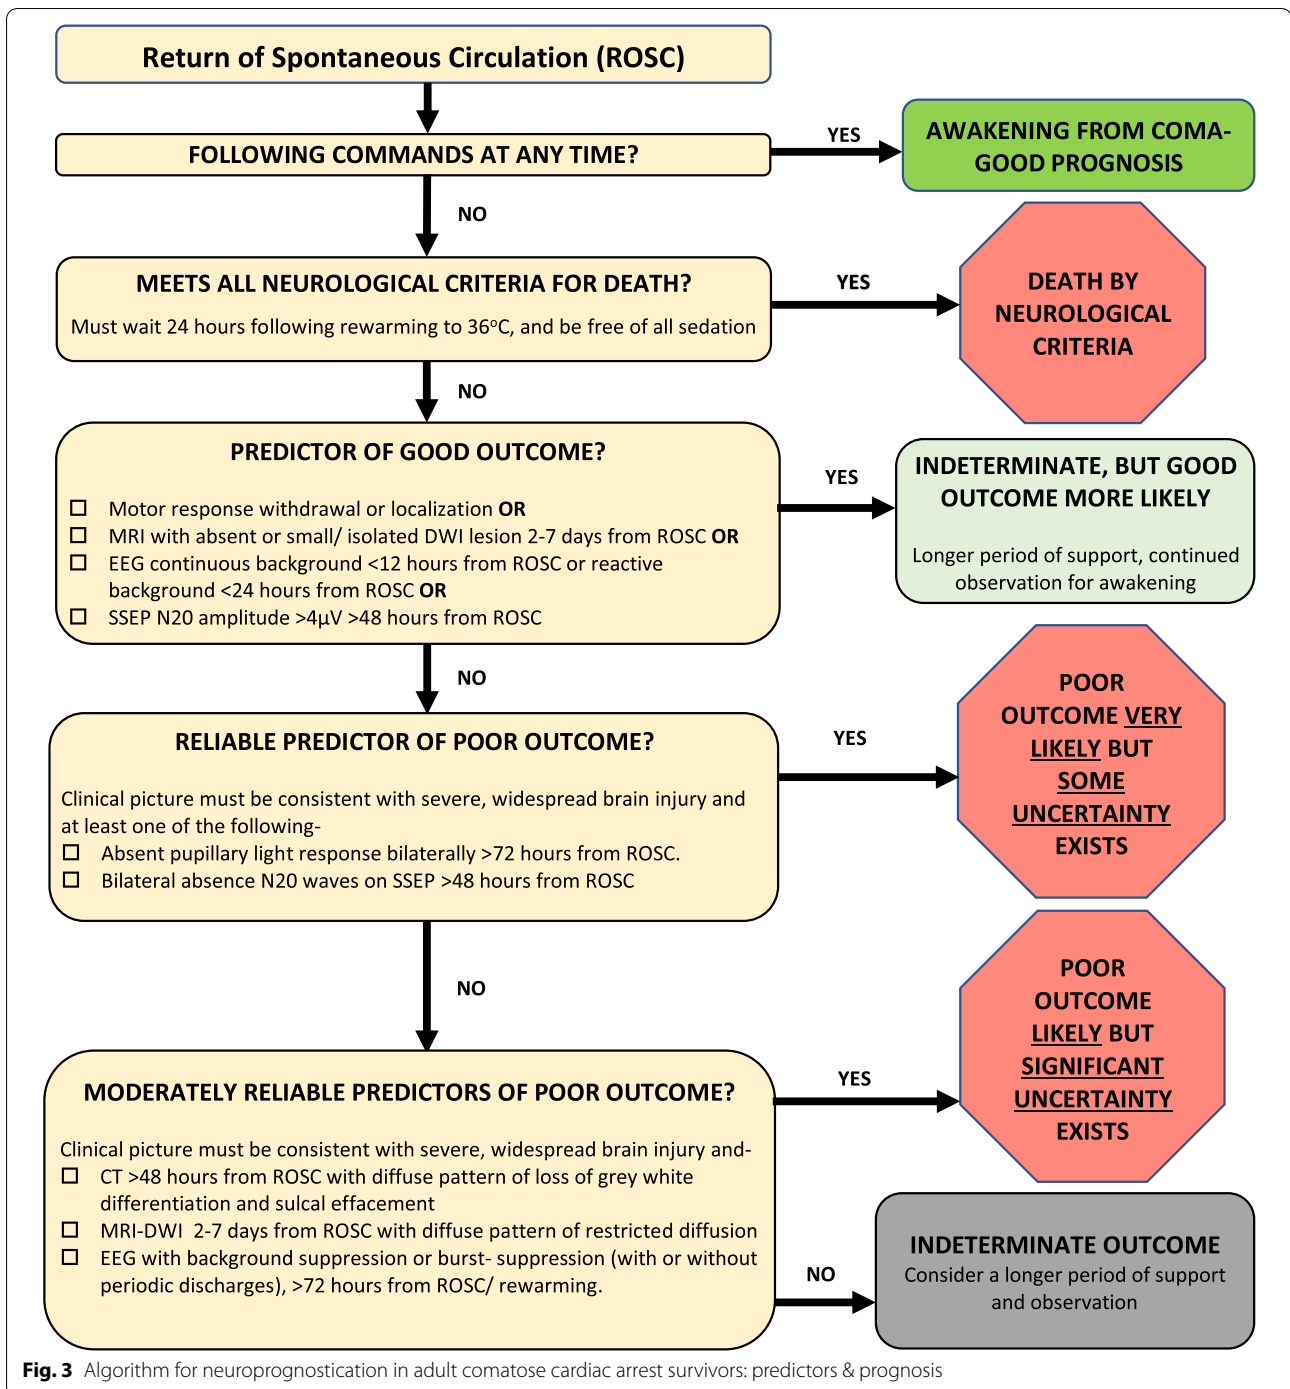 Return of Spontaneous Circulation (ROSC)
FOLLOWING COMMANDS AT ANY TIME?
YES
AWAKENING FROM COMA-
GOOD PROGNOSIS
NO
MEETS ALL NEUROLOGICAL CRITERIA FOR DEATH?
Must wait 24 hours following rewarming to 36°C, and be free of all sedation
YES
DEATH BY
NEUROLOGICAL
CRITERIA
NO
PREDICTOR OF GOOD OUTCOME?
☐ Motor response withdrawal or localization OR
☐ MRI with absent or small/ isolated DWI lesion 2-7 days from ROSC OR
☐ EEG continuous background <12 hours from ROSC or reactive
background <24 hours from ROSC OR
☐ SSEP N20 amplitude >4µV >48 hours from ROSC
YES
INDETERMINATE, BUT GOOD
OUTCOME MORE LIKELY
Longer period of support, continued
observation for awakening
NO
RELIABLE PREDICTOR OF POOR OUTCOME?
Clinical picture must be consistent with severe, widespread brain injury and
at least one of the following-
☐ Absent pupillary light response bilaterally >72 hours from ROSC.
☐ Bilateral absence N20 waves on SSEP >48 hours from ROSC
YES
POOR
OUTCOME VERY
LIKELY BUT
SOME
UNCERTAINTY
EXISTS
NO
MODERATELY RELIABLE PREDICTORS OF POOR OUTCOME?
Clinical picture must be consistent with severe, widespread brain injury and-
☐ CT >48 hours from ROSC with diffuse pattern of loss of grey white
differentiation and sulcal effacement
☐ MRI-DWI 2-7 days from ROSC with diffuse pattern of restricted diffusion
☐ EEG with background suppression or burst- suppression (with or without
periodic discharges), >72 hours from ROSC/ rewarming.
YES
POOR
OUTCOME
LIKELY BUT
SIGNIFICANT
UNCERTAINTY
EXISTS
NO
INDETERMINATE OUTCOME
Consider a longer period of support
and observation
Fig. 3 Algorithm for neuroprognostication in adult comatose cardiac arrest survivors: predictors & prognosis